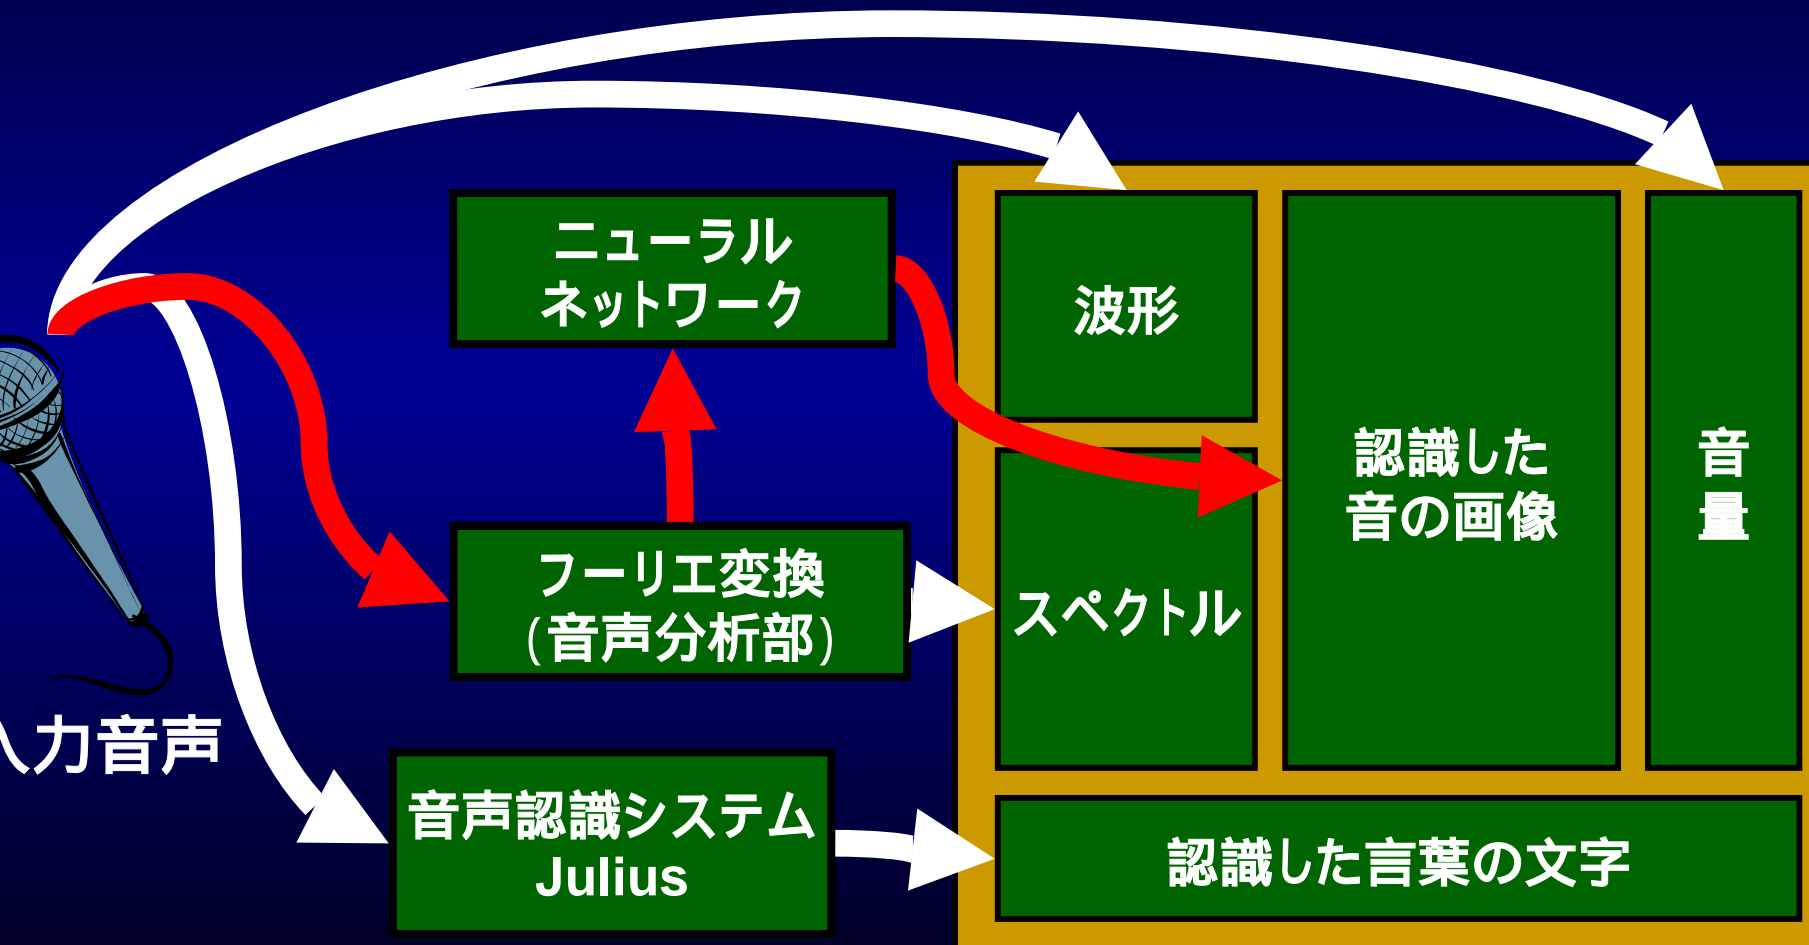 ニューラル
ネットワーク
波形
認識した
音の画像
音
量
フーリエ変換
(音声分析部)
スペクトル
入力音声
音声認識システム
Julius
認識した言葉の文字